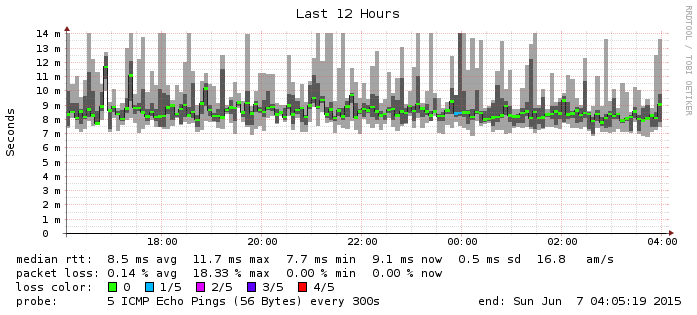 Last 12 Hours
RRDTOOL / TOBI OETIKER
Seconds
14 m
13 m
12 m
11 m
10 m
9 m
8 m
7 m
6 m
5 m
4 m
3 m
2 m
1 m
0
18:00 20:00 22:00 00:00 02:00 04:00
median rtt: 8.5 ms avg 11.7 ms max 7.7 ms min 9.1 ms now 0.5 ms sd 16.8 am/s
packet loss: 0.14 % avg 18.33 % max 0.00 % min 0.00 % now
loss color: 0 1/5 2/5 3/5 4/5
probe: 5 ICMP Echo Pings (56 Bytes) every 300s end: Sun Jun 7 04:05:19 2015